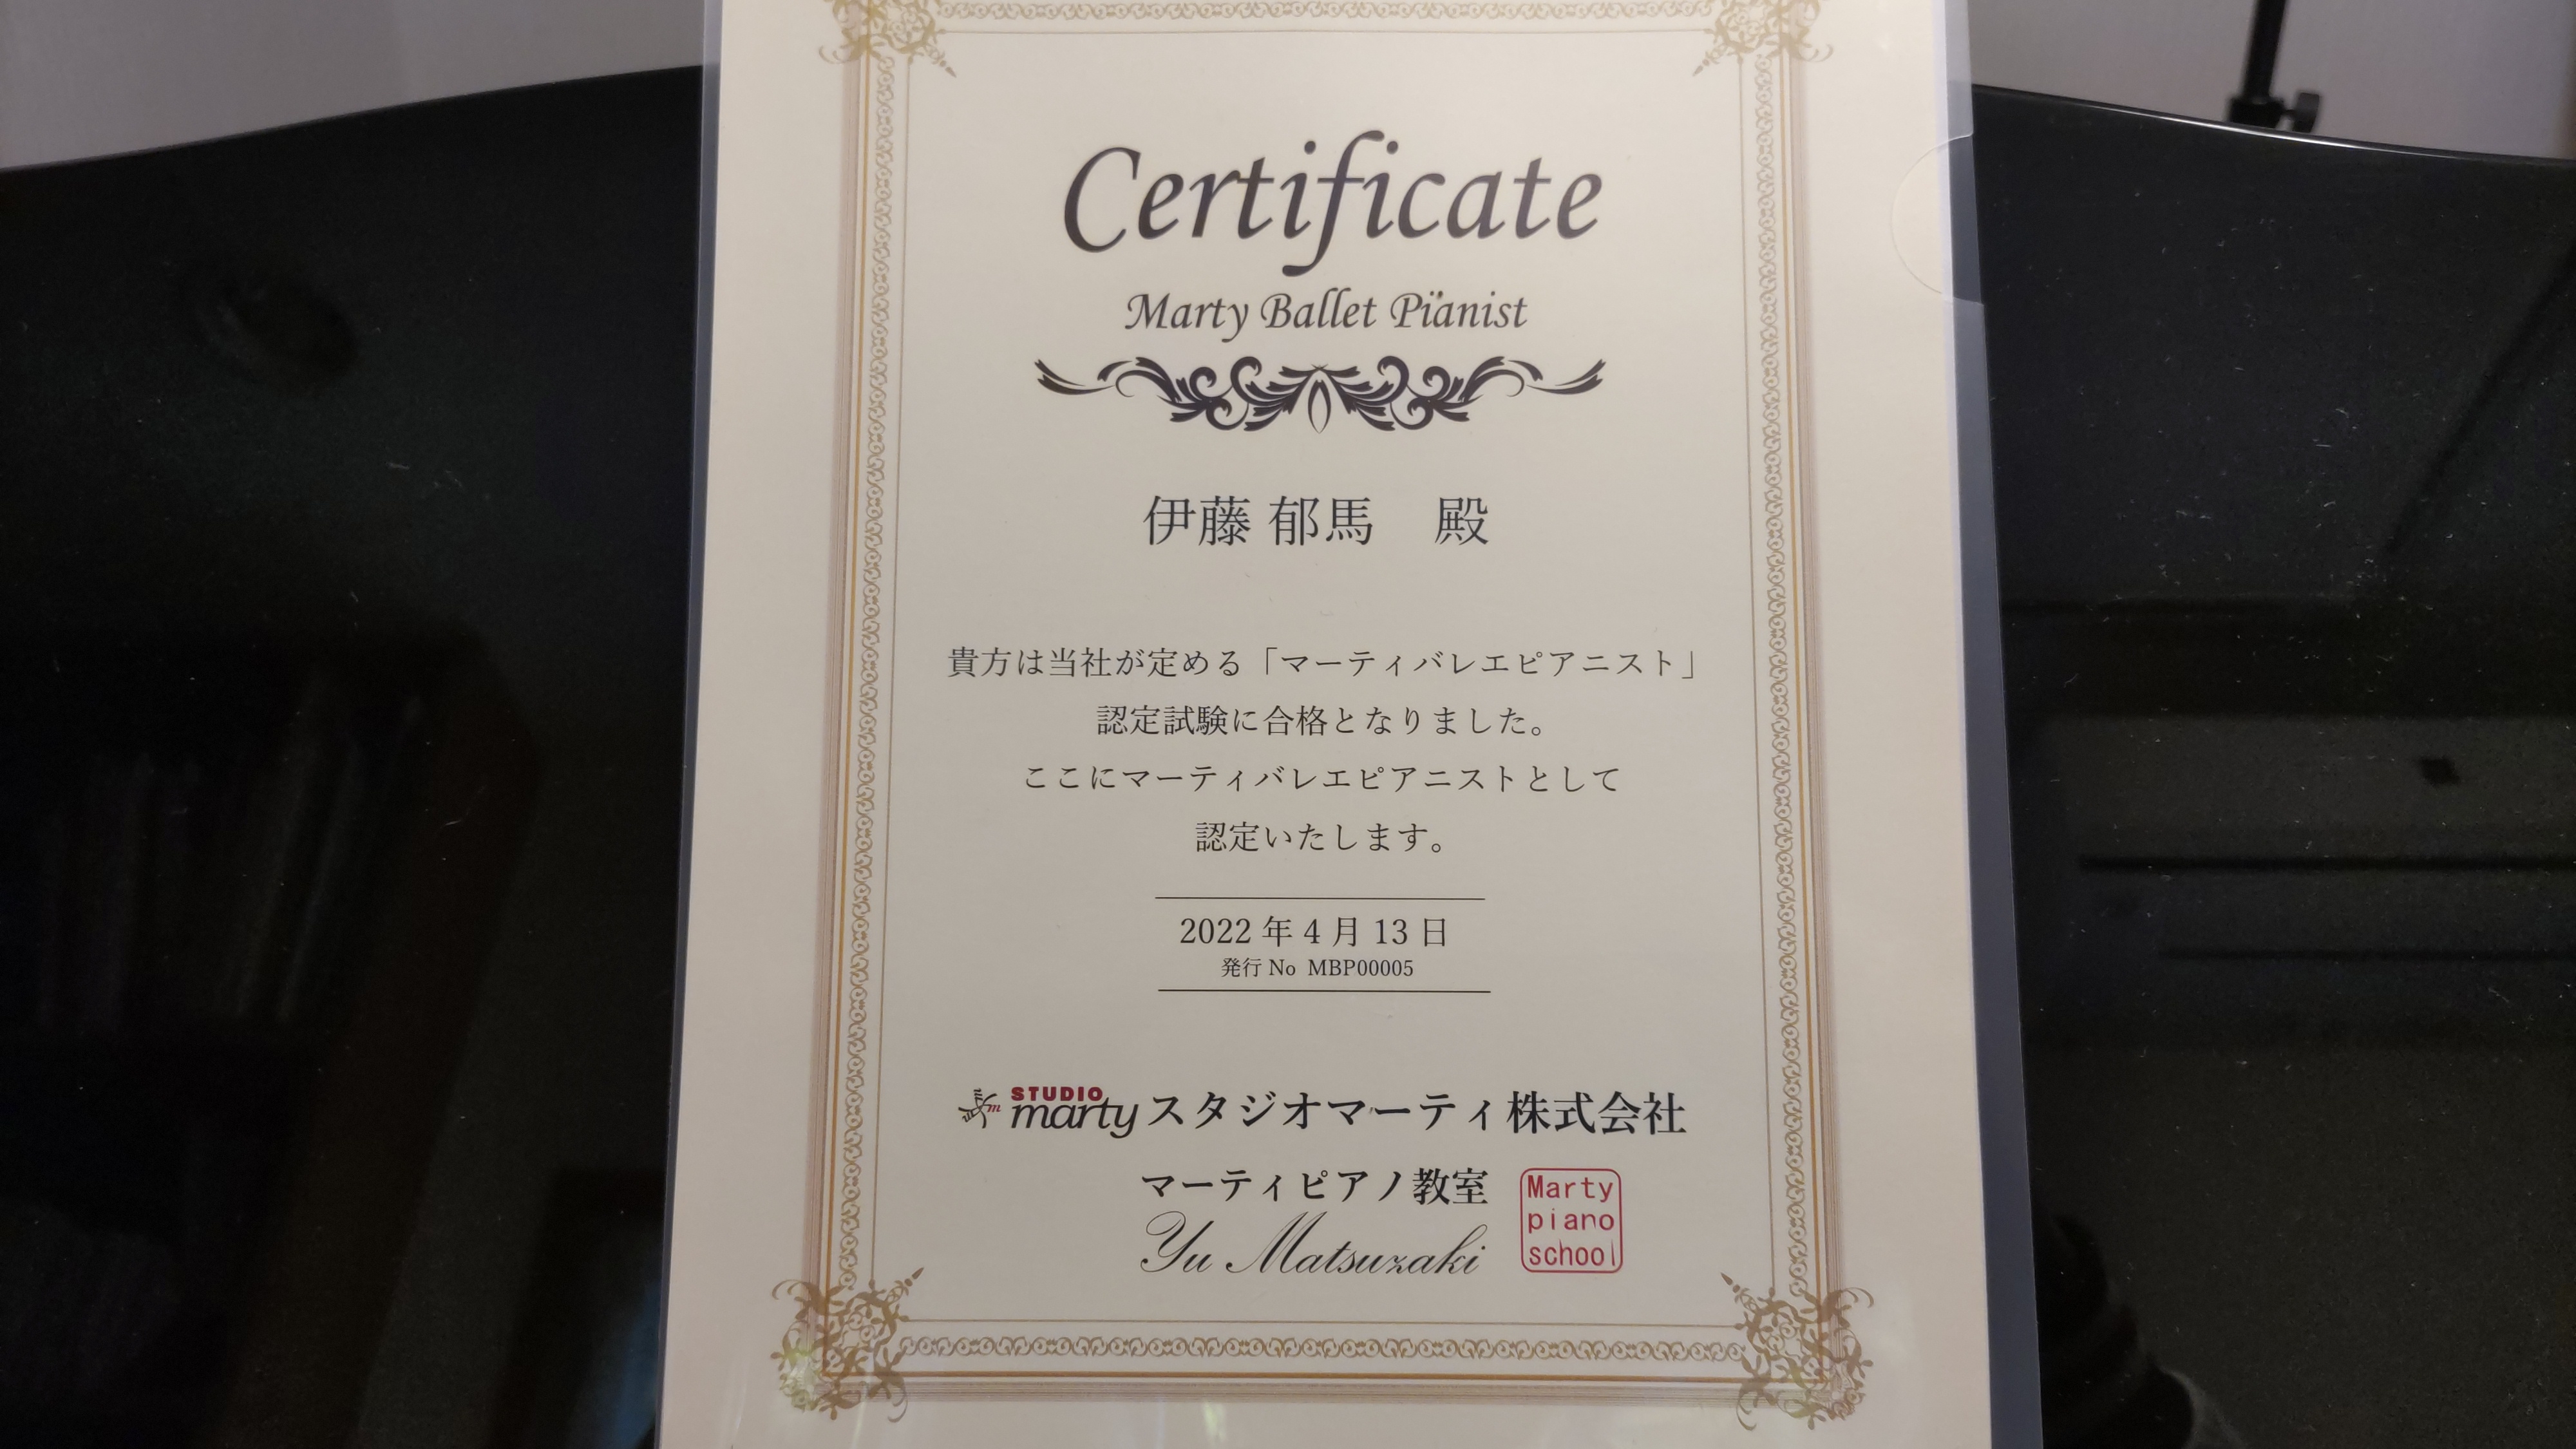 Certificate
Marty Ballet Pianist
伊藤 郁馬　殿
貴方は当社が定める「マーティバレエピアニスト」
認定試験に合格となりました。
ここにマーティバレエピアニストとして
認定いたします。
2022 年 4 月 13 日
発行 No MBP00005
STUDIO
marty スタジオマーティ株式会社
マーティピアノ教室
Yu Matsuzaki
Marty
piano
school